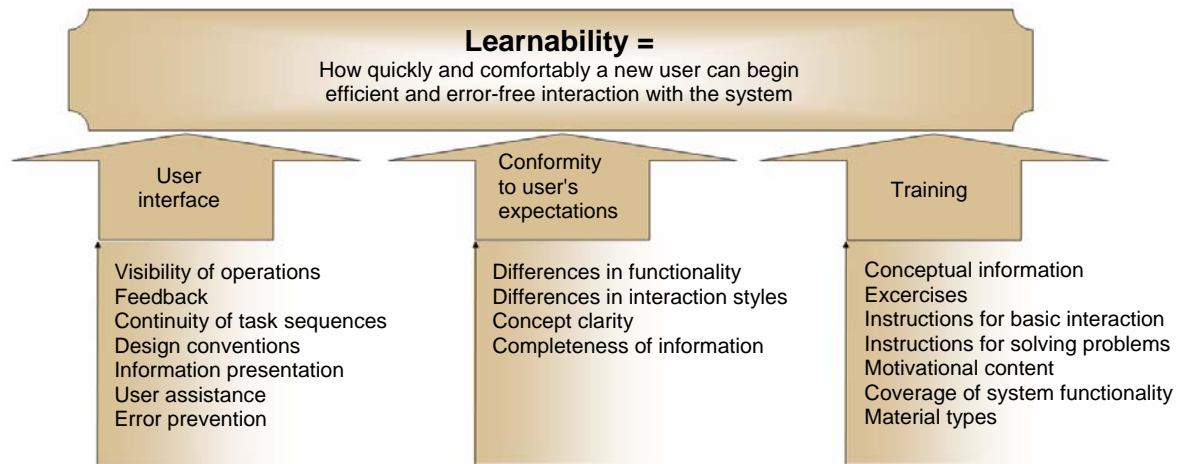 Learnability =
How quickly and comfortably a new user can begin
efficient and error-free interaction with the system
User
interface
Visibility of operations
Feedback
Continuity of task sequences
Design conventions
Information presentation
User assistance
Error prevention
Conformity
to user's
expectations
Differences in functionality
Differences in interaction styles
Concept clarity
Completeness of information
Training
Conceptual information
Excercises
Instructions for basic interaction
Instructions for solving problems
Motivational content
Coverage of system functionality
Material types